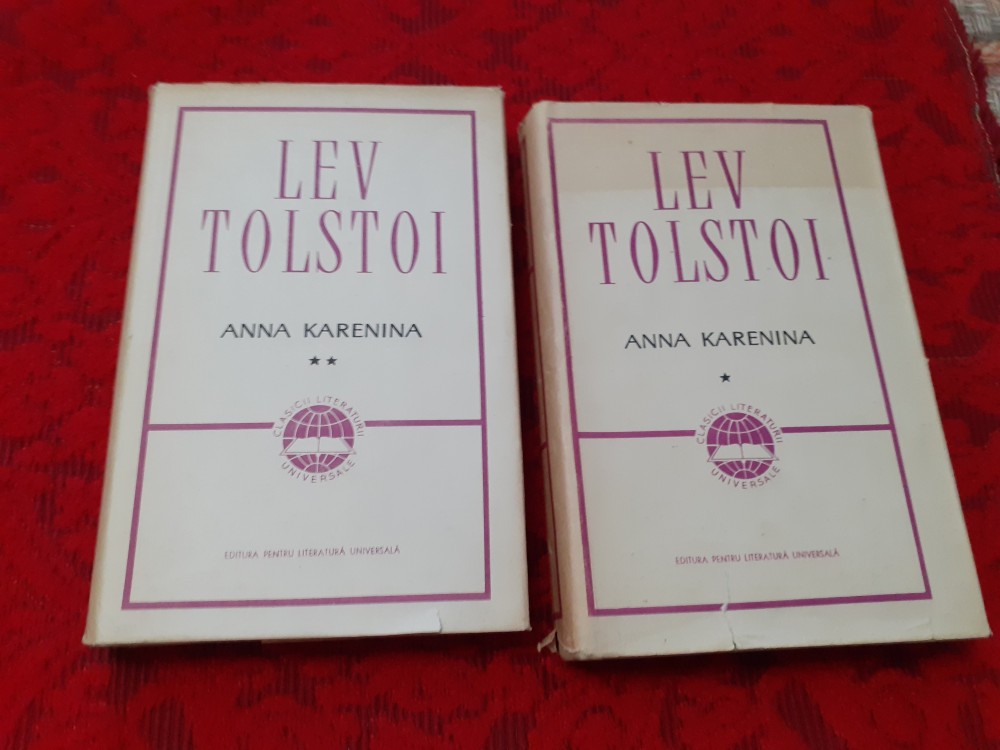 LEV
TOLSTOI
ANNA KARENINA
★★
CLASICII LITERATURII
UNIVERSALE
EDITURA PENTRU LITERATURĂ UNIVERSALĂ
LEV
TOLSTOI
ANNA KARENINA
★
CLASICII LITERATURII
UNIVERSALE
EDITURA PENTRU LITERATURĂ UNIVERSALĂ